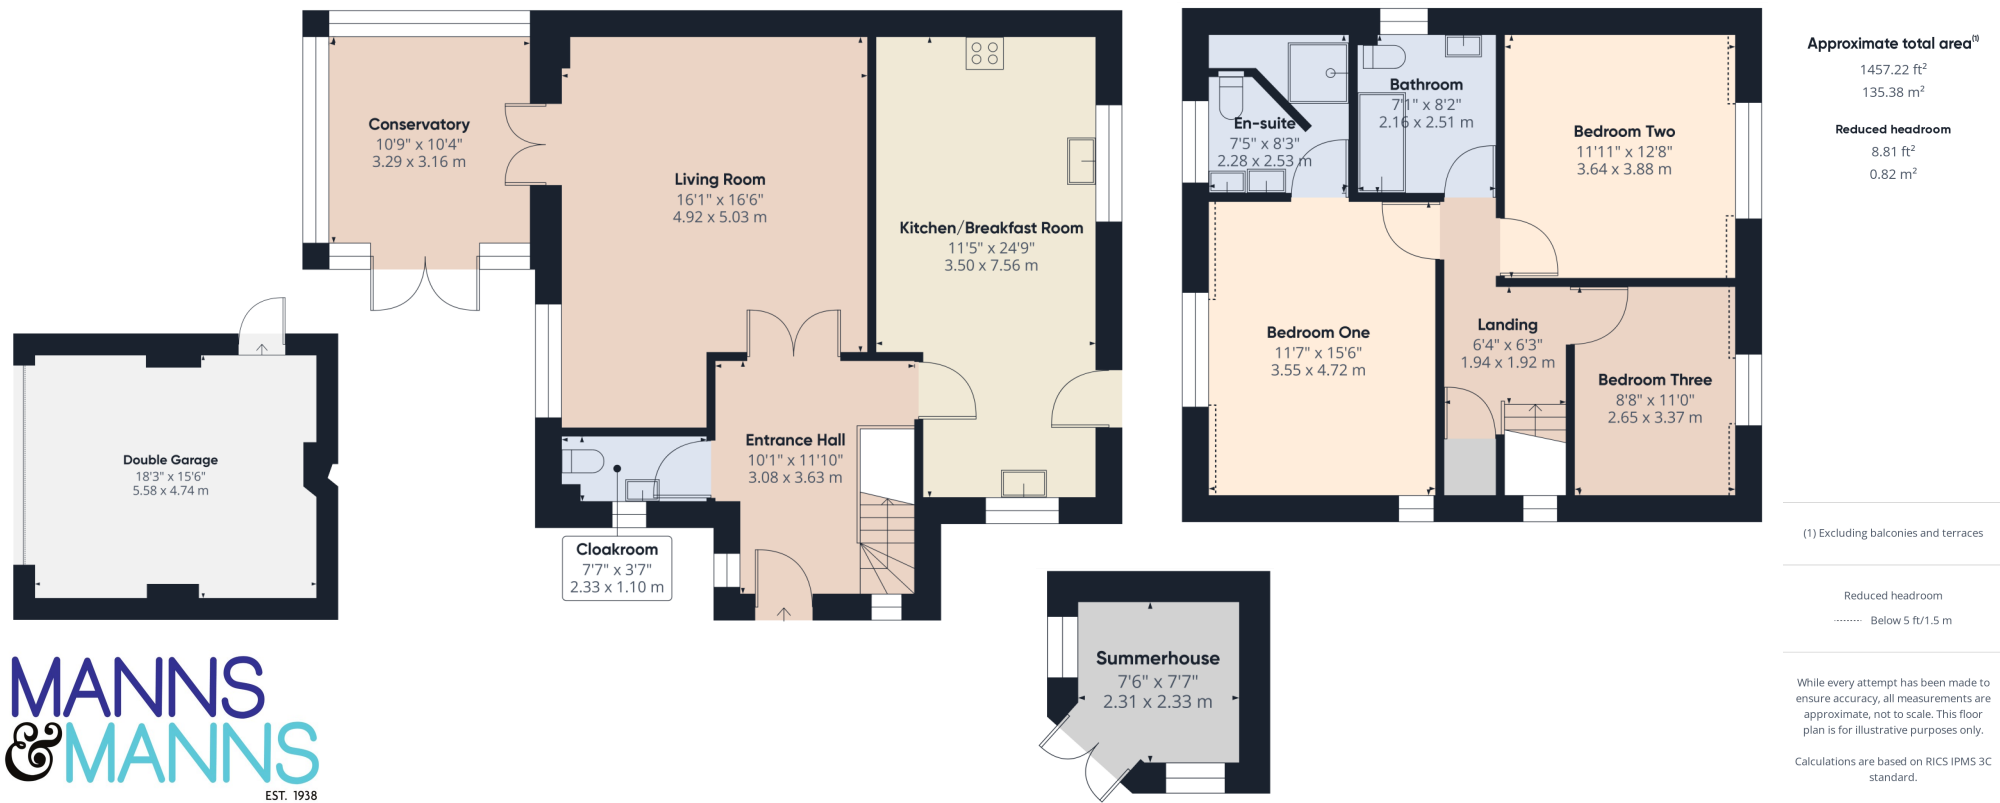 Conservatory
10'9" x 10'4"
3.29 x 3.16 m
Living Room
16'1" x 16'6"
4.92 x 5.03 m
Kitchen/Breakfast Room
11'5" x 24'9"
3.50 x 7.56 m
Double Garage
18'3" x 15'6"
5.58 x 4.74 m
Entrance Hall
10'1" x 11'10"
3.08 x 3.63 m
Cloakroom
7'7" x 3'7"
2.33 x 1.10 m
En-suite
7'5" x 8'3"
2.28 x 2.53 m
Bathroom
7'1" x 8'2"
2.16 x 2.51 m
Bedroom Two
11'11" x 12'8"
3.64 x 3.88 m
Bedroom One
11'7" x 15'6"
3.55 x 4.72 m
Landing
6'4" x 6'3"
1.94 x 1.92 m
Bedroom Three
8'8" x 11'0"
2.65 x 3.37 m
Summerhouse
7'6" x 7'7"
2.31 x 2.33 m
MANNS
&MANNS
EST. 1938
Approximate total area(1)
1457.22 ft²
135.38 m²
Reduced headroom
8.81 ft²
0.82 m²
(1) Excluding balconies and terraces
Reduced headroom
Below 5 ft/1.5 m
While every attempt has been made to
ensure accuracy, all measurements are
approximate, not to scale. This floor
plan is for illustrative purposes only.
Calculations are based on RICS IPMS 3C
standard.